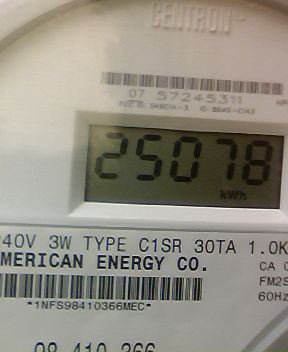 CENTRON
07 57245311
25078
kWh
240V 3W TYPE C1SR 30TA 1.0K
AMERICAN ENERGY CO.
CA
FM2S
60Hz
*1NFS98410366MEC*
98 410 366